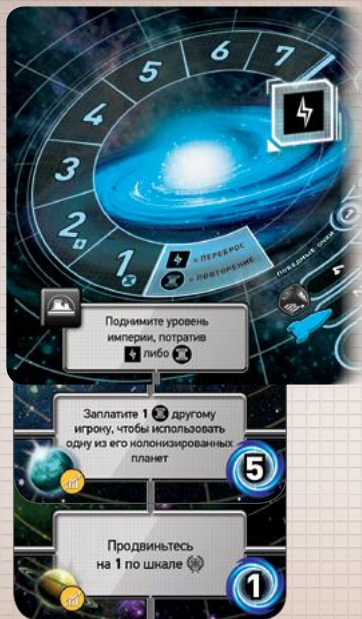 7
6
5
4
3
2
1
= ПЕРЕБРОС
= ПОВТОРЕНИЕ
ПОБЕДНЫЕ ОЧКИ
Поднимите уровень
империи, потратив
либо
Заплатите 1 другому
игроку, чтобы использовать
одну из его колонизированных
планет
5
Продвиньтесь
на 1 по шкале
1